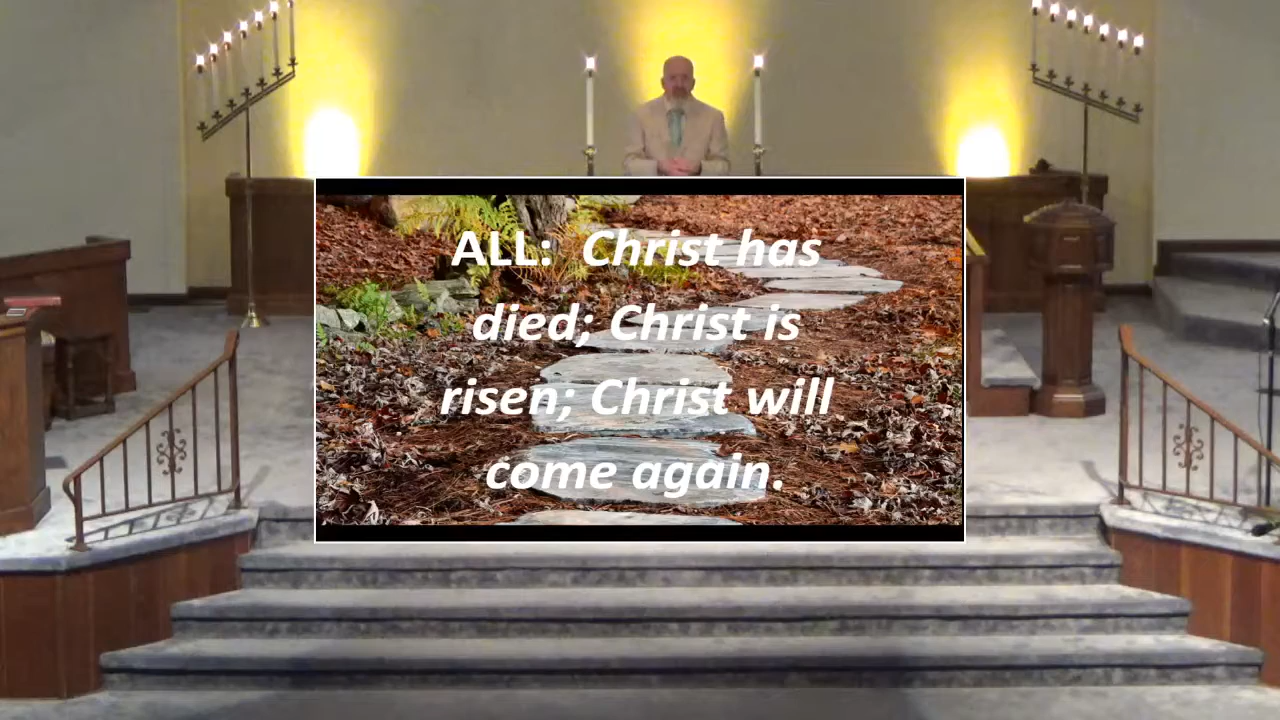 ALL: Christ has
died; Christ is
risen; Christ will
come again.